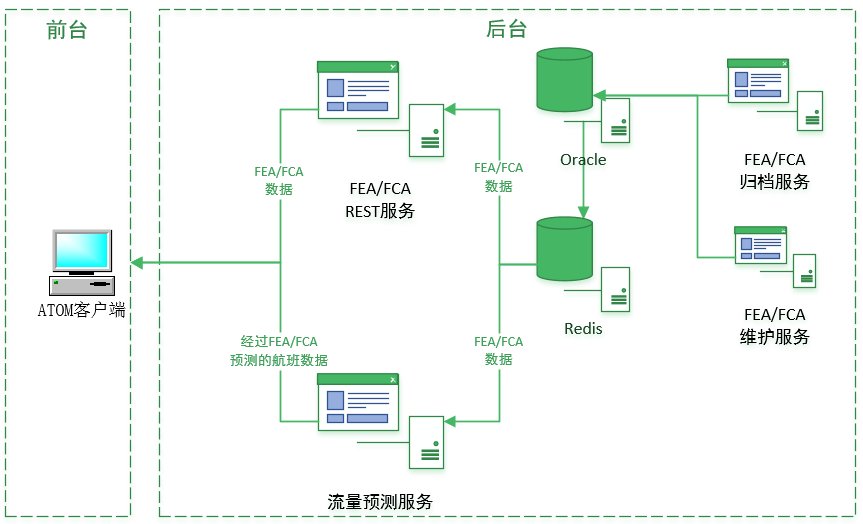 前台
后台
FEA/FCA
数据
FEA/FCA
REST服务
FEA/FCA
数据
Oracle
FEA/FCA
归档服务
ATOM客户端
经过FEA/FCA
预测的航班数据
FEA/FCA
数据
Redis
FEA/FCA
维护服务
流量预测服务